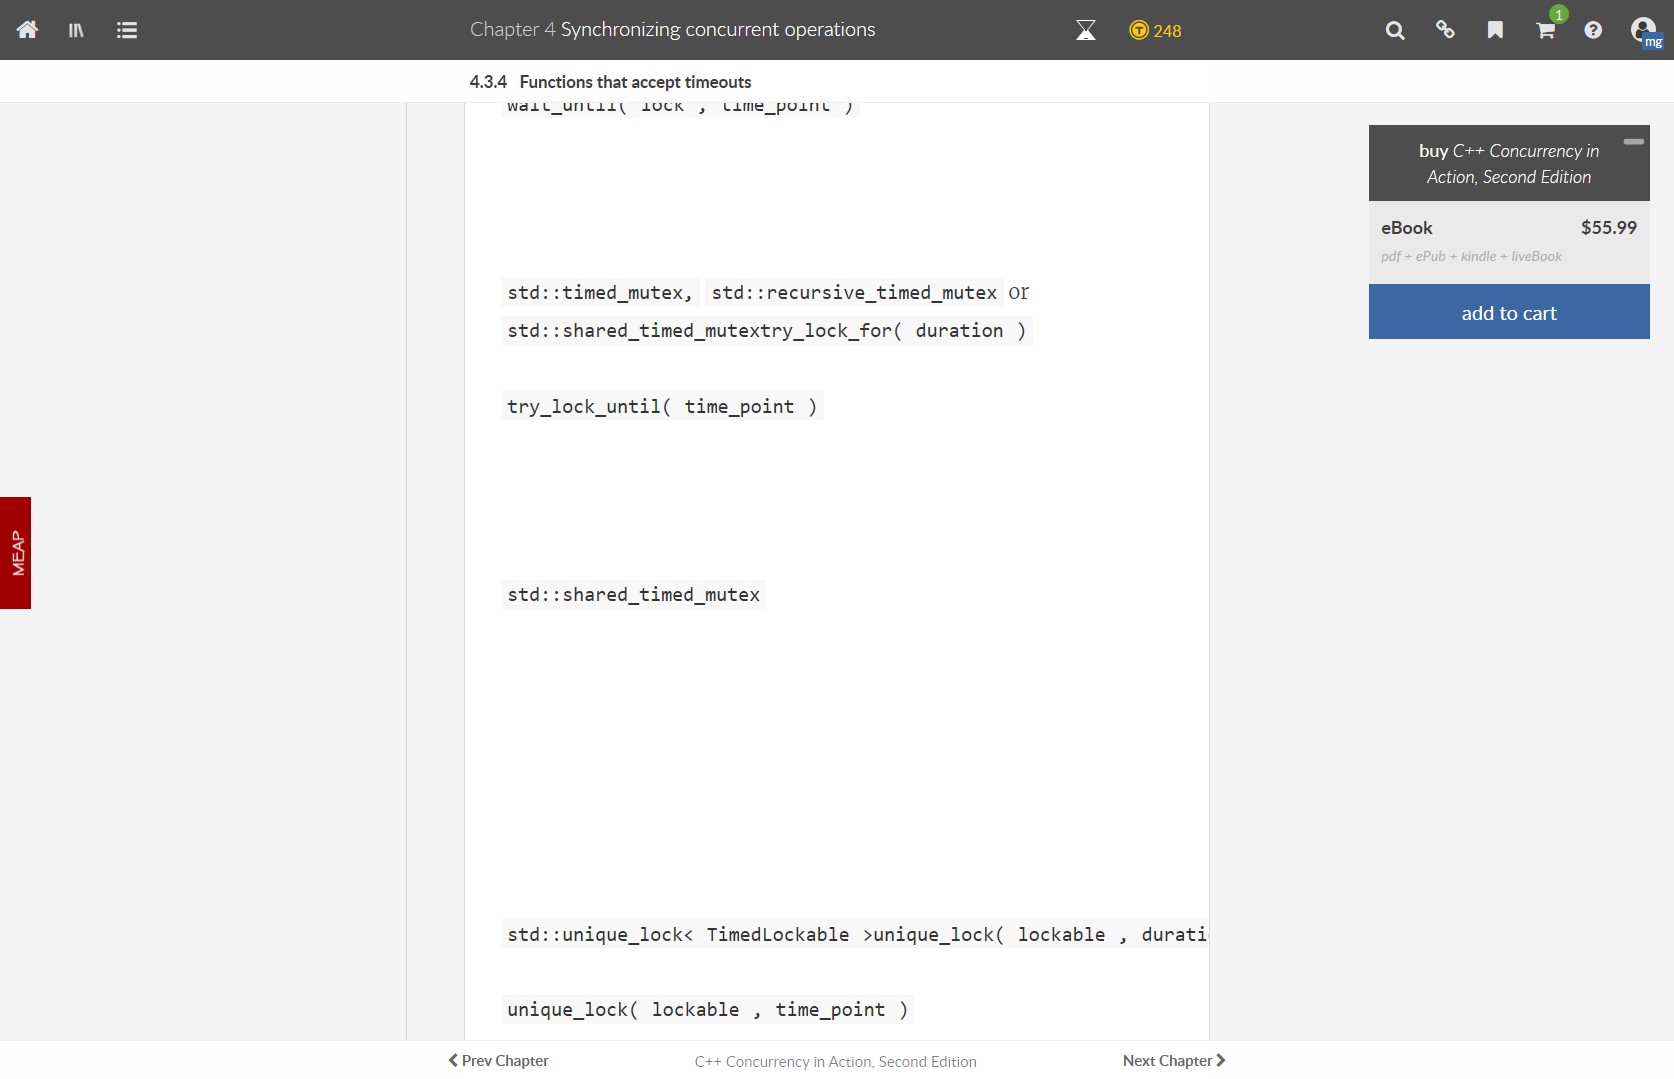 Chapter 4 Synchronizing concurrent operations
248
1
mg
4.3.4 Functions that accept timeouts
wait_until( lock , time_point )
buy C++ Concurrency in
Action, Second Edition
eBook $55.99
pdf + ePub + kindle + liveBook
add to cart
std::timed_mutex, std::recursive_timed_mutex or
std::shared_timed_mutextry_lock_for( duration )
try_lock_until( time_point )
MEAP
std::shared_timed_mutex
std::unique_lock< TimedLockable >unique_lock( lockable , durati
unique_lock( lockable , time_point )
Prev Chapter C++ Concurrency in Action, Second Edition Next Chapter